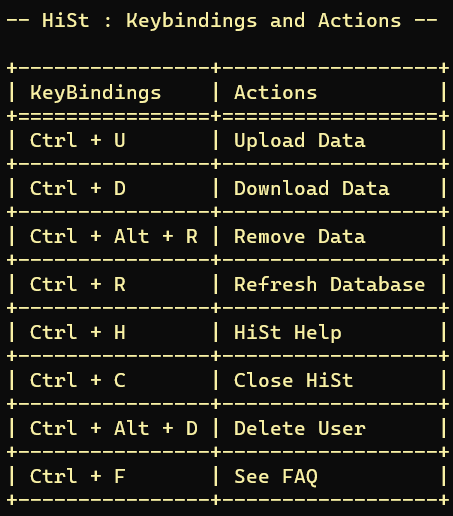 -- HiSt : Keybindings and Actions --
+----------------+------------------+
| KeyBindings    | Actions          |
+================+==================+
| Ctrl + U       | Upload Data      |
+----------------+------------------+
| Ctrl + D       | Download Data    |
+----------------+------------------+
| Ctrl + Alt + R | Remove Data      |
+----------------+------------------+
| Ctrl + R       | Refresh Database |
+----------------+------------------+
| Ctrl + H       | HiSt Help        |
+----------------+------------------+
| Ctrl + C       | Close HiSt       |
+----------------+------------------+
| Ctrl + Alt + D | Delete User      |
+----------------+------------------+
| Ctrl + F       | See FAQ          |
+----------------+------------------+